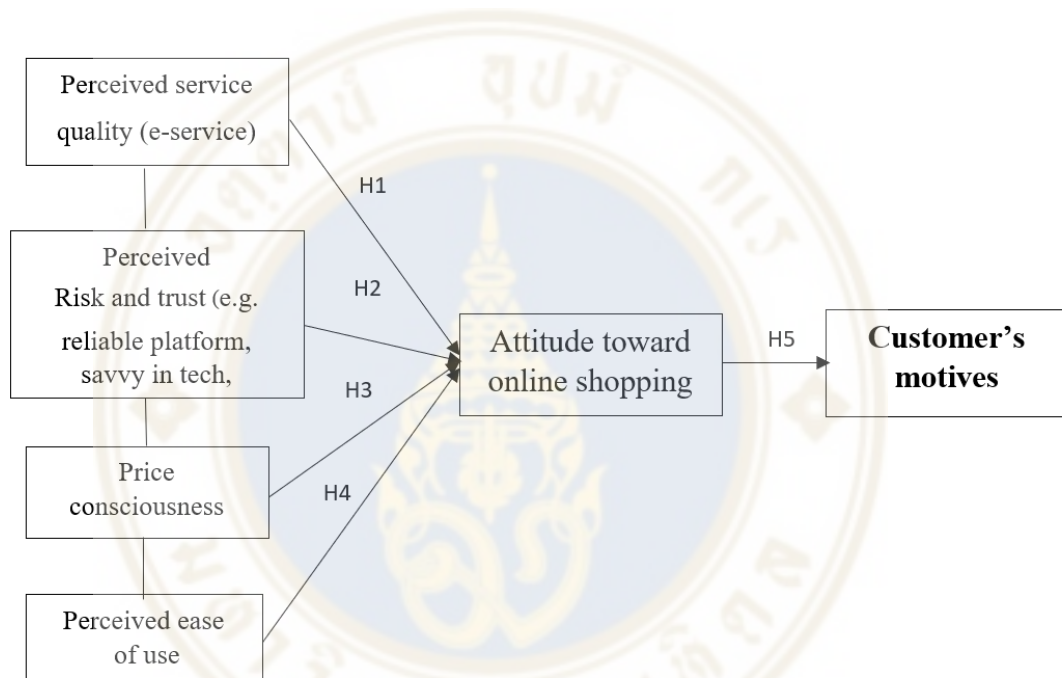 Perceived service
quality (e-service)
H1
Perceived
Risk and trust (e.g.
reliable platform,
savvy in tech,
H2
Attitude toward
online shopping
H5
Customer’s
motives
H3
Price
consciousness
H4
Perceived ease
of use